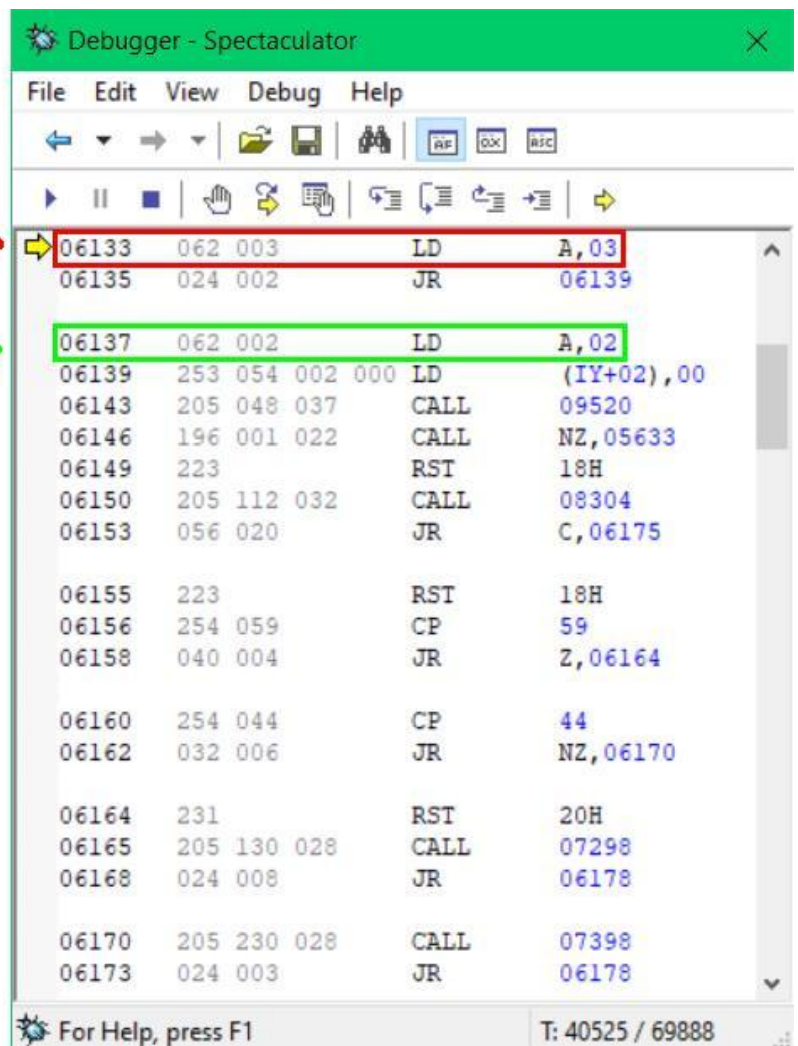 Debugger - Spectaculator
File Edit View Debug Help
06133 062 003 LD A,03
06135 024 002 JR 06139
06137 062 002 LD A,02
06139 253 054 002 000 LD (IY+02),00
06143 205 048 037 CALL 09520
06146 196 001 022 CALL NZ,05633
06149 223 RST 18H
06150 205 112 032 CALL 08304
06153 056 020 JR C,06175
06155 223 RST 18H
06156 254 059 CP 59
06158 040 004 JR Z,06164
06160 254 044 CP 44
06162 032 006 JR NZ,06170
06164 231 RST 20H
06165 205 130 028 CALL 07298
06168 024 008 JR 06178
06170 205 230 028 CALL 07398
06173 024 003 JR 06178
For Help, press F1 T: 40525 / 69888